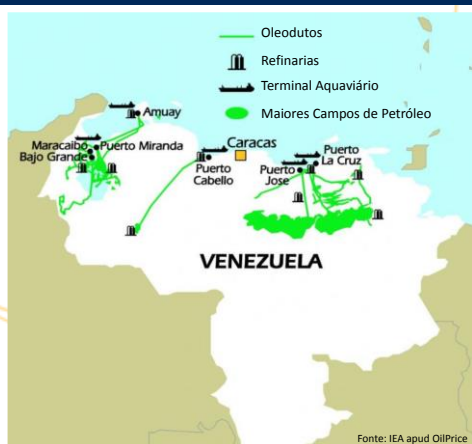 Oleodutos
Refinarias
Terminal Aquaviário
Maiores Campos de Petróleo
Amuay
Maracaibo
Puerto Miranda
Bajo Grande
Caracas
Puerto
Cabello
Puerto
La Cruz
Puerto
Jose
VENEZUELA
Fonte: IEA apud OilPrice